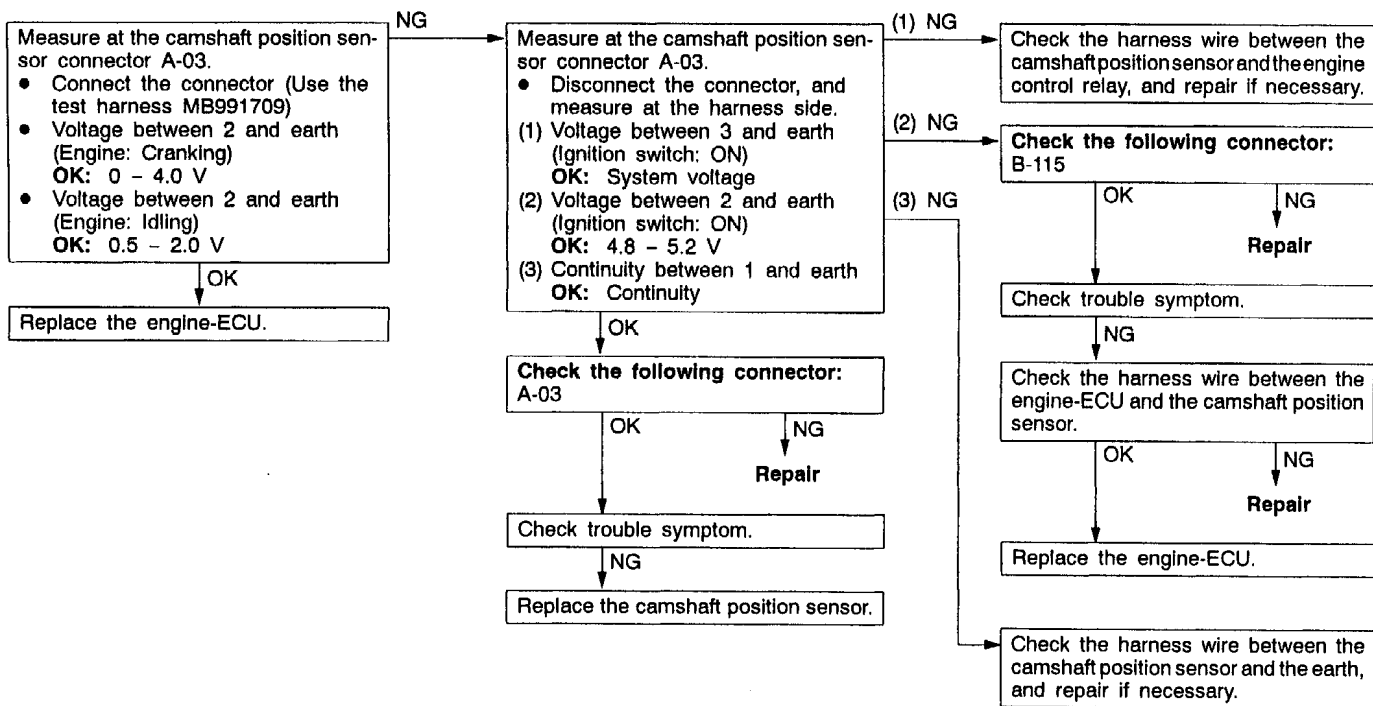 Measure at the camshaft position sen-
sor connector A-03.
● Connect the connector (Use the
test harness MB991709)
● Voltage between 2 and earth
(Engine: Cranking)
OK: 0 – 4.0 V
● Voltage between 2 and earth
(Engine: Idling)
OK: 0.5 – 2.0 V
OK
Replace the engine-ECU.
NG
Measure at the camshaft position sen-
sor connector A-03.
● Disconnect the connector, and
measure at the harness side.
(1) Voltage between 3 and earth
(Ignition switch: ON)
OK: System voltage
(2) Voltage between 2 and earth
(Ignition switch: ON)
OK: 4.8 – 5.2 V
(3) Continuity between 1 and earth
OK: Continuity
OK
Check the following connector:
A-03
OK
NG
Repair
Check trouble symptom.
NG
Replace the camshaft position sensor.
(1) NG
Check the harness wire between the
camshaft position sensor and the engine
control relay, and repair if necessary.
(2) NG
Check the following connector:
B-115
OK
NG
Repair
Check trouble symptom.
NG
Check the harness wire between the
engine-ECU and the camshaft position
sensor.
OK
NG
Repair
Replace the engine-ECU.
(3) NG
Check the harness wire between the
camshaft position sensor and the earth,
and repair if necessary.